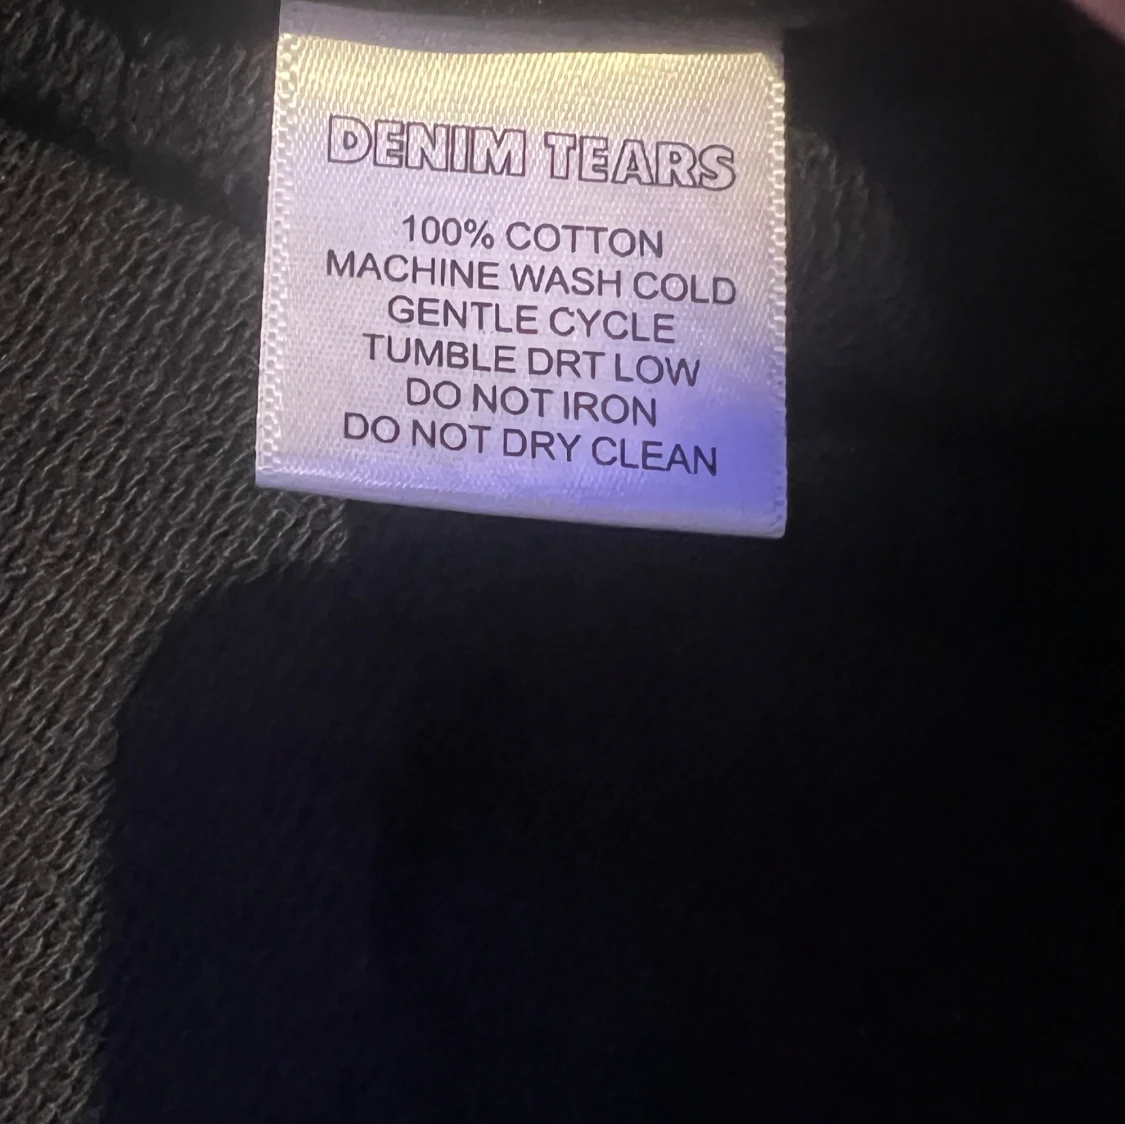 DENIM TEARS
100% COTTON
MACHINE WASH COLD
GENTLE CYCLE
TUMBLE DRT LOW
DO NOT IRON
DO NOT DRY CLEAN